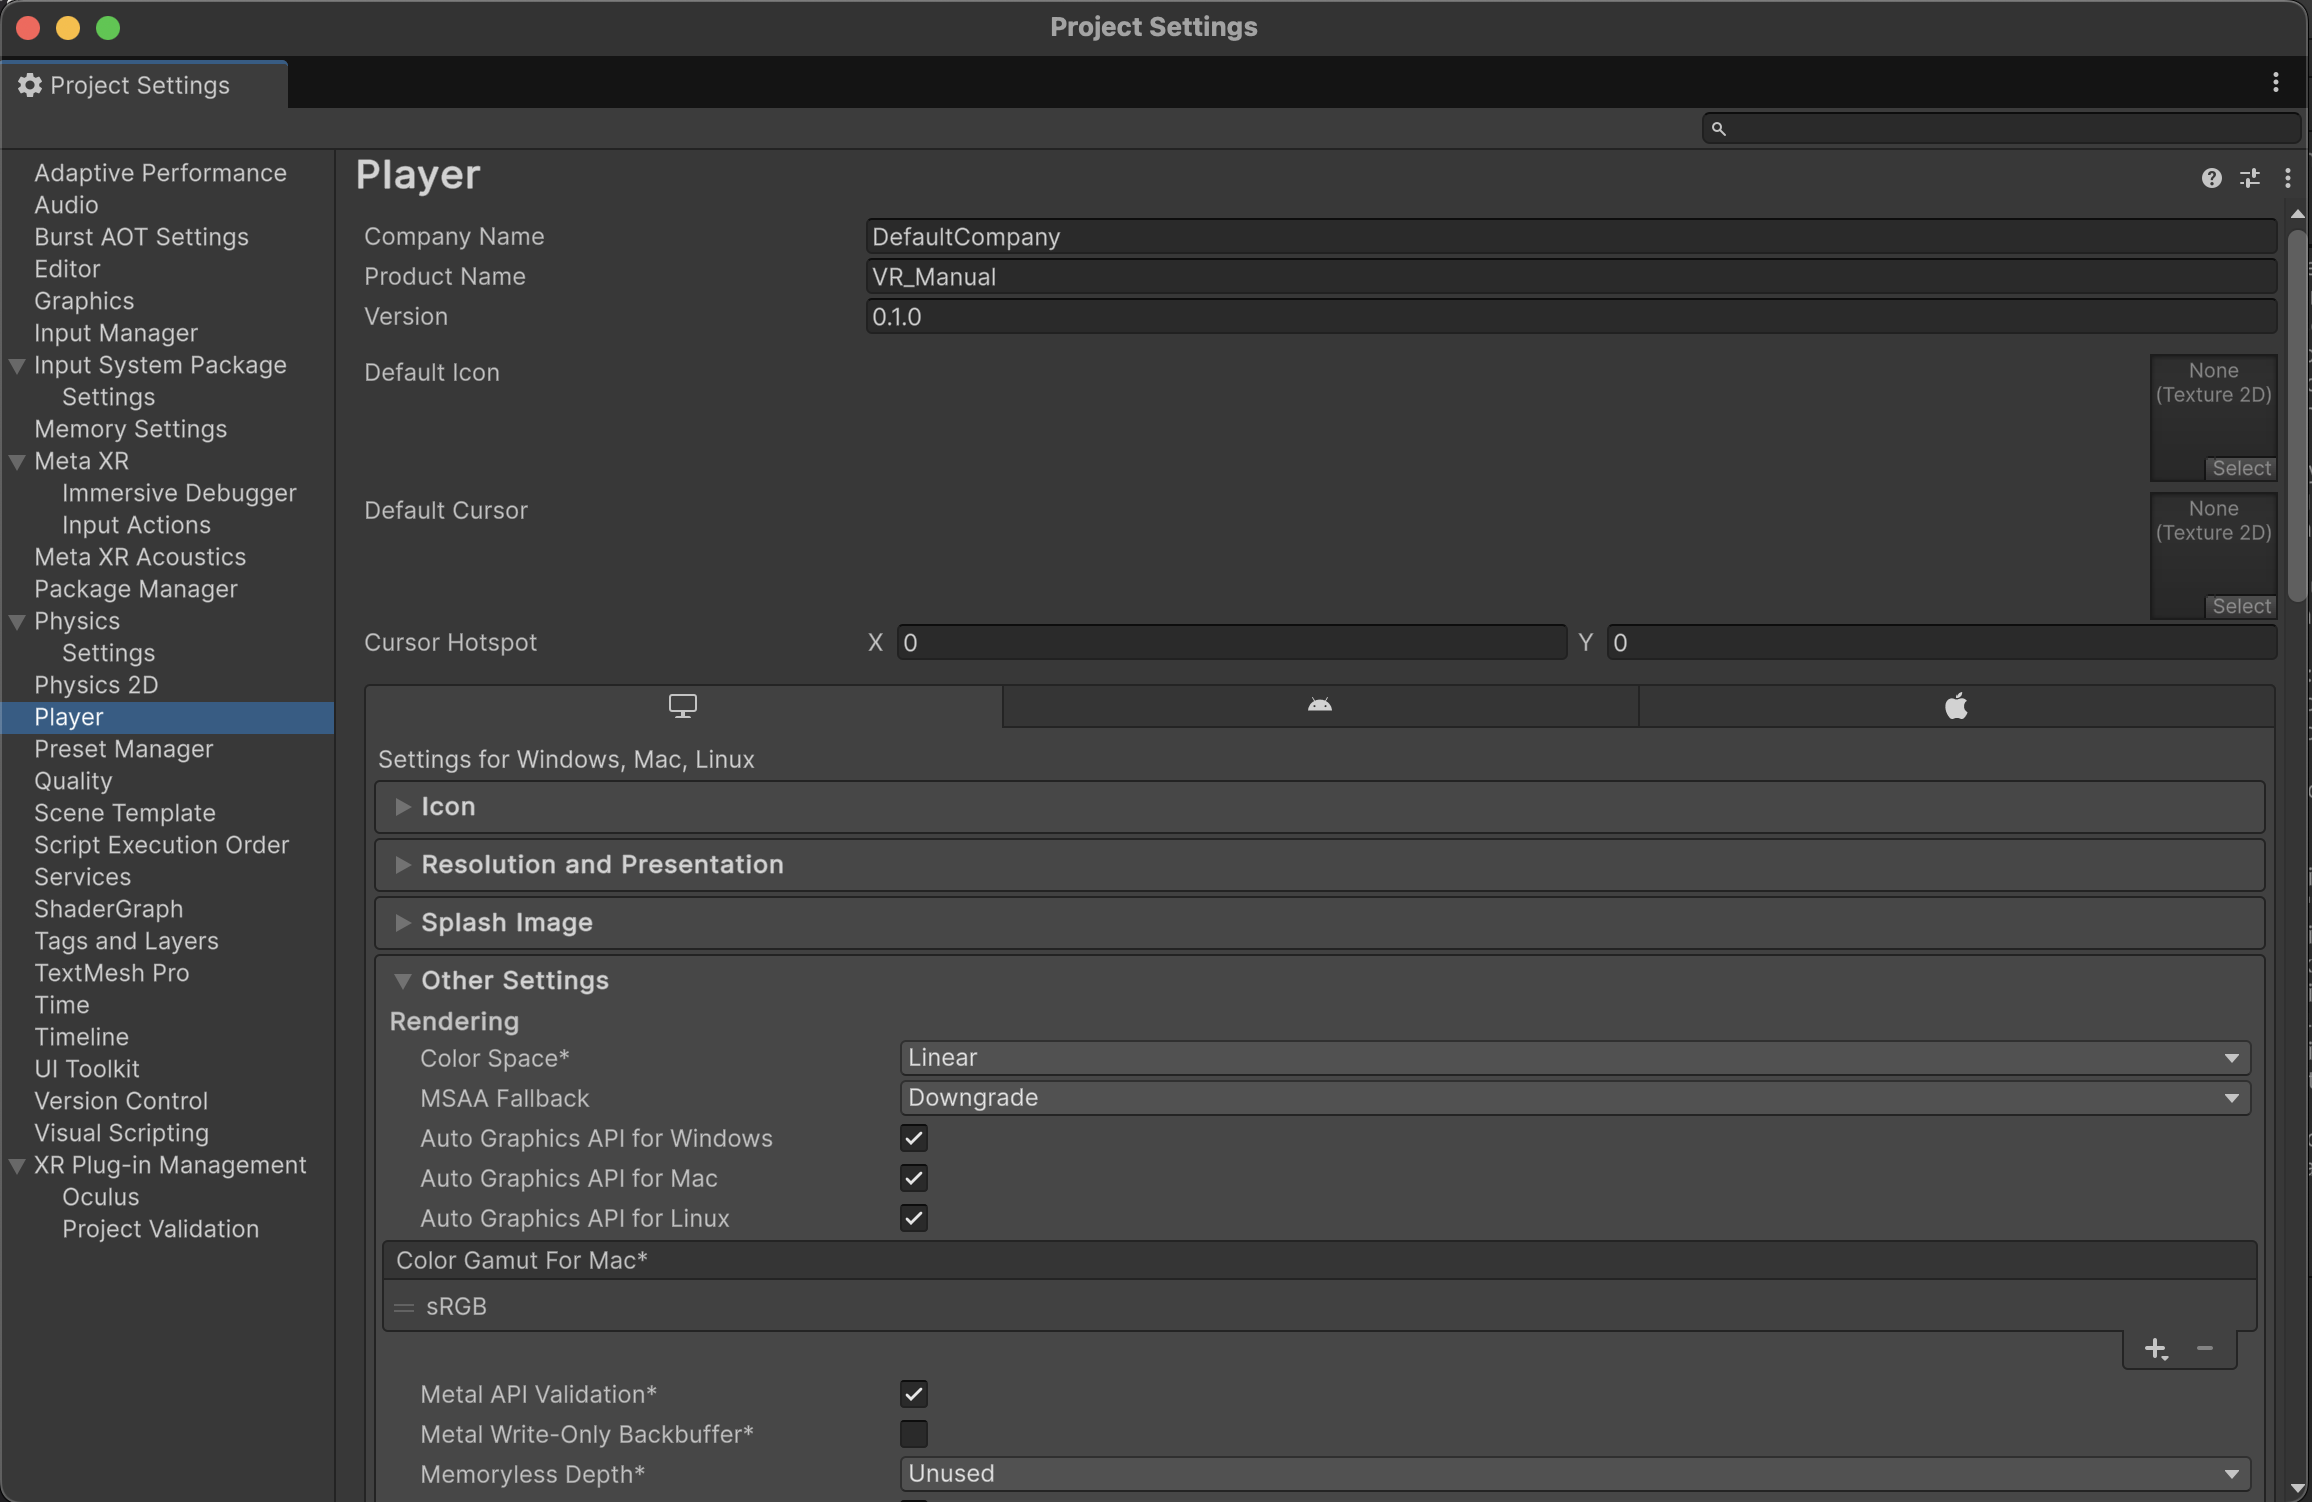 Project Settings
Project Settings
Adaptive Performance
Audio
Burst AOT Settings
Editor
Graphics
Input Manager
Input System Package
Settings
Memory Settings
Meta XR
Immersive Debugger
Input Actions
Meta XR Acoustics
Package Manager
Physics
Settings
Physics 2D
Player
Preset Manager
Quality
Scene Template
Script Execution Order
Services
ShaderGraph
Tags and Layers
TextMesh Pro
Time
Timeline
UI Toolkit
Version Control
Visual Scripting
XR Plug-in Management
Oculus
Project Validation
Player
Company Name DefaultCompany
Product Name VR_Manual
Version 0.1.0
Default Icon
None
(Texture 2D)
Select
Default Cursor
None
(Texture 2D)
Select
Cursor Hotspot X 0 Y 0
Settings for Windows, Mac, Linux
Icon
Resolution and Presentation
Splash Image
Other Settings
Rendering
Color Space* Linear
MSAA Fallback Downgrade
Auto Graphics API for Windows
Auto Graphics API for Mac
Auto Graphics API for Linux
Color Gamut For Mac*
sRGB
Metal API Validation*
Metal Write-Only Backbuffer*
Memoryless Depth* Unused